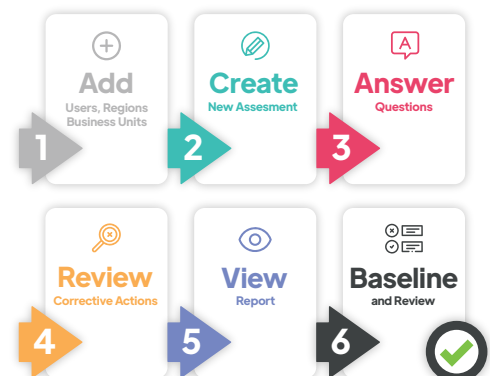 Add
Users, Regions
Business Units
1
Create
New Assesment
2
A
Answer
Questions
3
Review
Corrective Actions
4
View
Report
5
Baseline
and Review
6